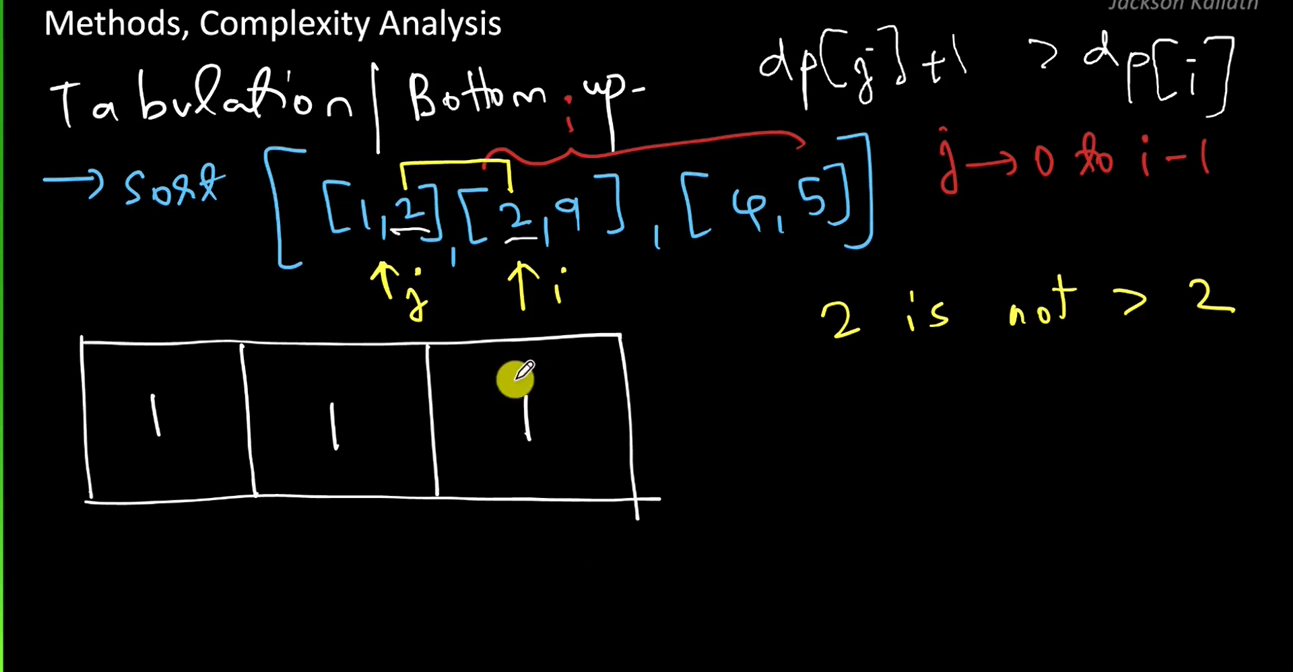 Jackson Kailath
Methods, Complexity Analysis
Tabulation | Bottom up-
dp[j]+1 > dp[i]
i
→ sort [[1,2],[2,9],[4,5]]
j → 0 to i-1
↑ j ↑ i
2 is not > 2
1 1 1